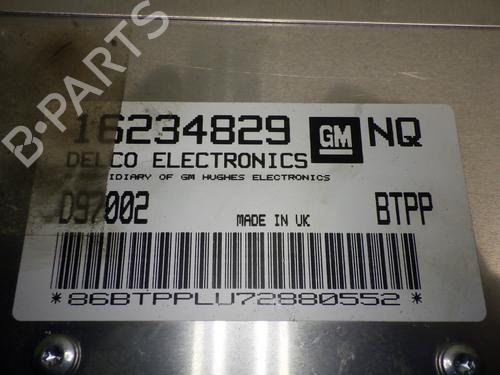 B-PARTS
16234829 GM NQ
DELCO ELECTRONICS
SUBSIDIARY OF GM HUGHES ELECTRONICS
D97002 MADE IN UK BTPP
*86BTPPLU72880552*